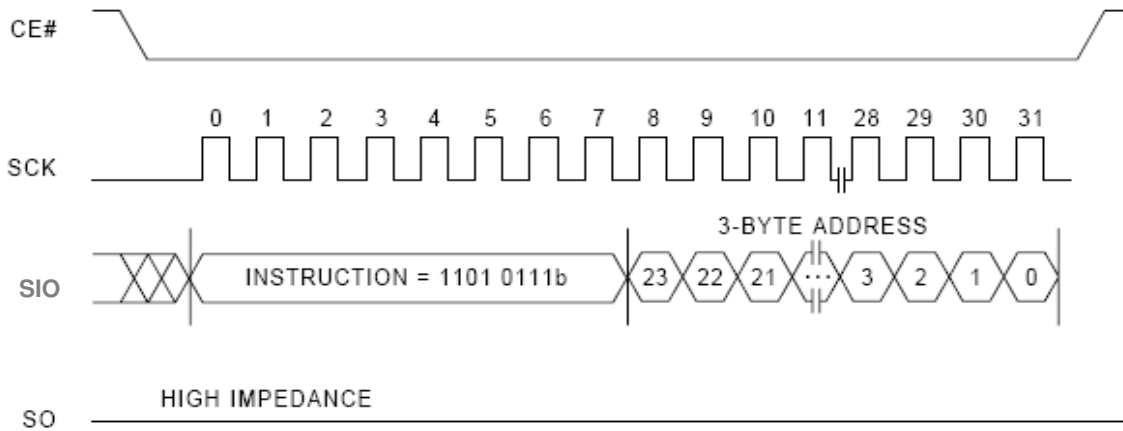 CE#
0 1 2 3 4 5 6 7 8 9 10 11 28 29 30 31
SCK
3-BYTE ADDRESS
SIO INSTRUCTION = 1101 0111b 23 22 21 ... 3 2 1 0
HIGH IMPEDANCE
SO